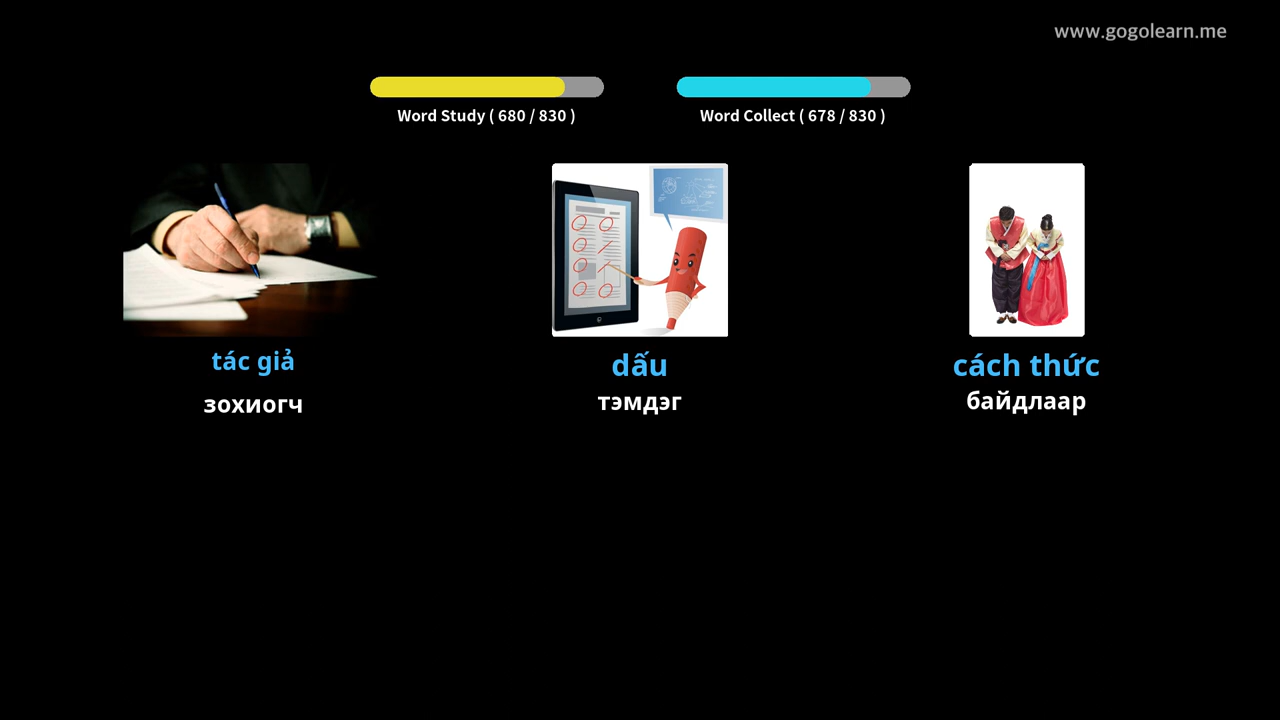 www.gogolearn.me
Word Study ( 680 / 830 )
Word Collect ( 678 / 830 )
tác giả
dấu
cách thức
зохиогч
тэмдэг
байдлаар